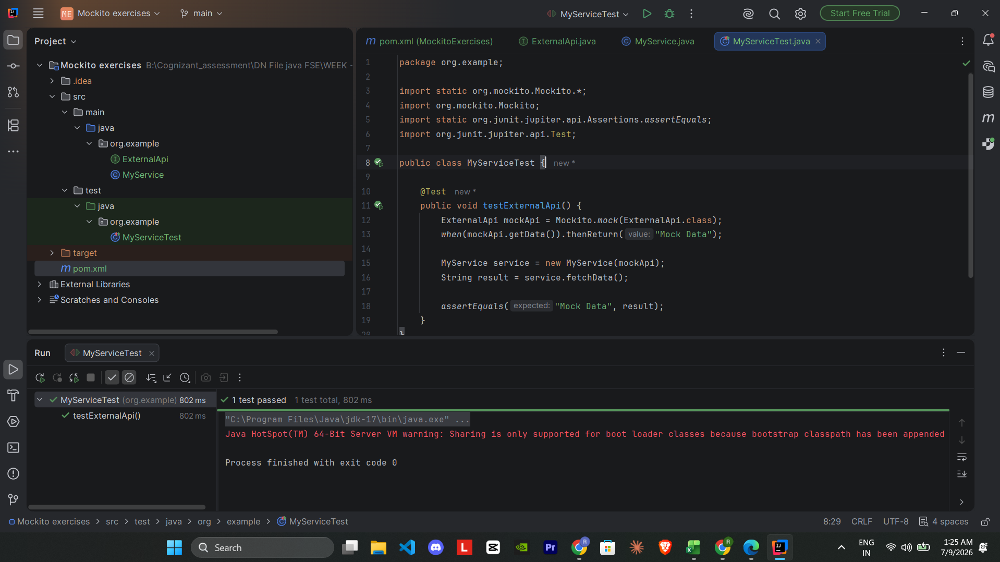 ME Mockito exercises main MyServiceTest Start Free Trial
Project
Mockito exercises B:\Cognizant_assessment\DN File java FSE\WEEK -
.idea
src
main
java
org.example
ExternalApi
MyService
test
java
org.example
MyServiceTest
target
pom.xml
External Libraries
Scratches and Consoles
pom.xml (MockitoExercises) ExternalApi.java MyService.java MyServiceTest.java
1 package org.example;
2
3 import static org.mockito.Mockito.*;
4 import org.mockito.Mockito;
5 import static org.junit.jupiter.api.Assertions.assertEquals;
6 import org.junit.jupiter.api.Test;
7
8 public class MyServiceTest { new *
9
10 @Test new *
11 public void testExternalApi() {
12 ExternalApi mockApi = Mockito.mock(ExternalApi.class);
13 when(mockApi.getData()).thenReturn( value: "Mock Data");
14
15 MyService service = new MyService(mockApi);
16 String result = service.fetchData();
17
18 assertEquals( expected: "Mock Data", result);
19 }
20 }
Run MyServiceTest
MyServiceTest (org.example) 802 ms
testExternalApi() 802 ms
1 test passed 1 test total, 802 ms
"C:\Program Files\Java\jdk-17\bin\java.exe" ...
Java HotSpot(TM) 64-Bit Server VM warning: Sharing is only supported for boot loader classes because bootstrap classpath has been appended
Process finished with exit code 0
Mockito exercises > src > test > java > org > example > MyServiceTest
8:29 CRLF UTF-8 4 spaces
Search
ENG
IN
1:25 AM
7/9/2026